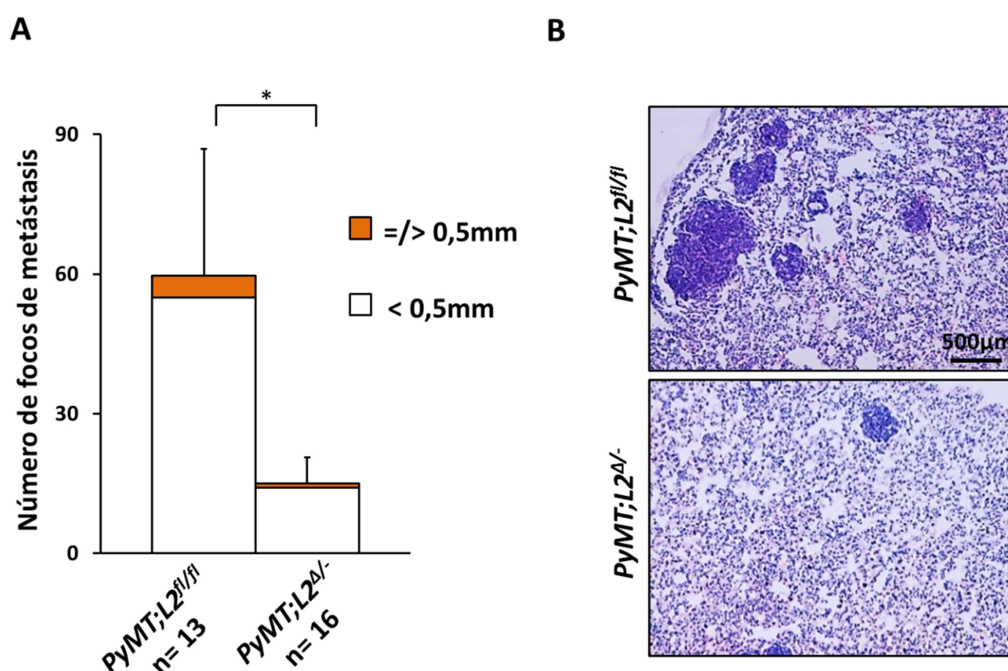 A
B
*
90
60
30
0
Número de focos de metástasis
=/> 0,5mm
< 0,5mm
PyMT;L2fl/fl
n= 13
PyMT;L2Δ/-
n= 16
PyMT;L2fl/fl
500μm
PyMT;L2Δ/-